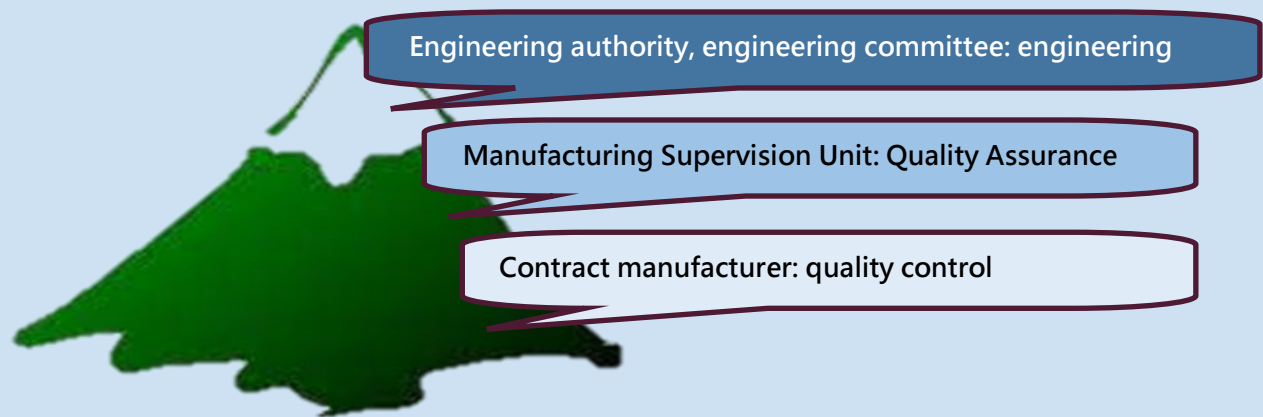 Engineering authority, engineering committee: engineering
Manufacturing Supervision Unit: Quality Assurance
Contract manufacturer: quality control